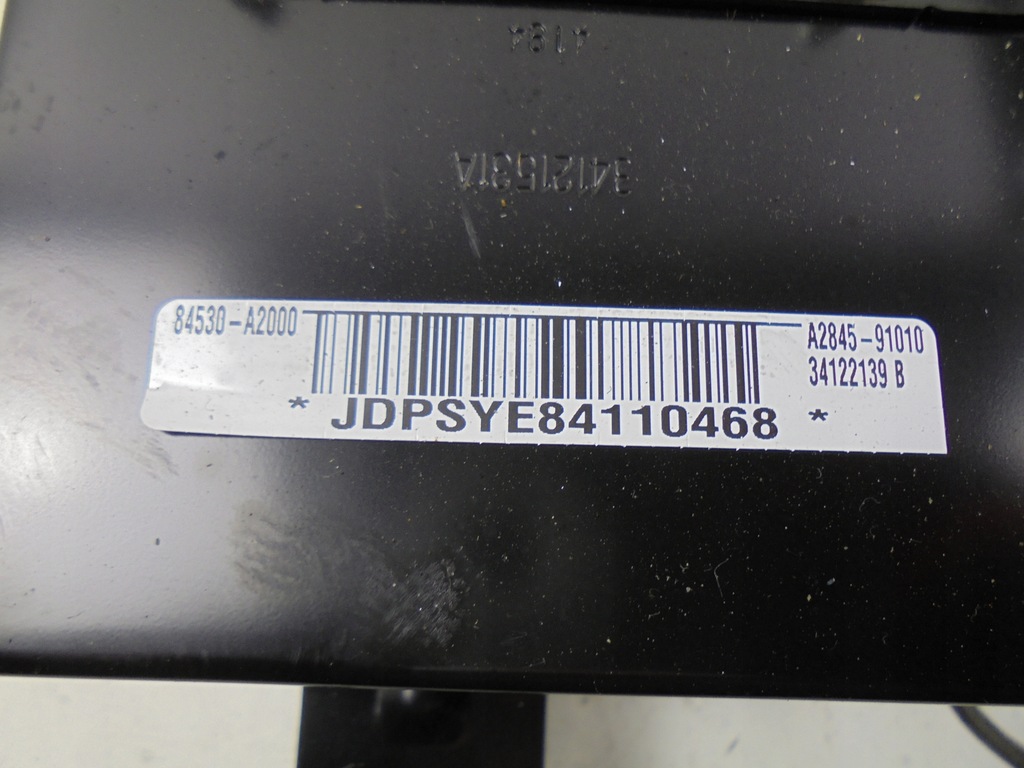 4184
34121531A
84530-A2000
A2845-91010
34122139 B
* JDPSYE84110468 *